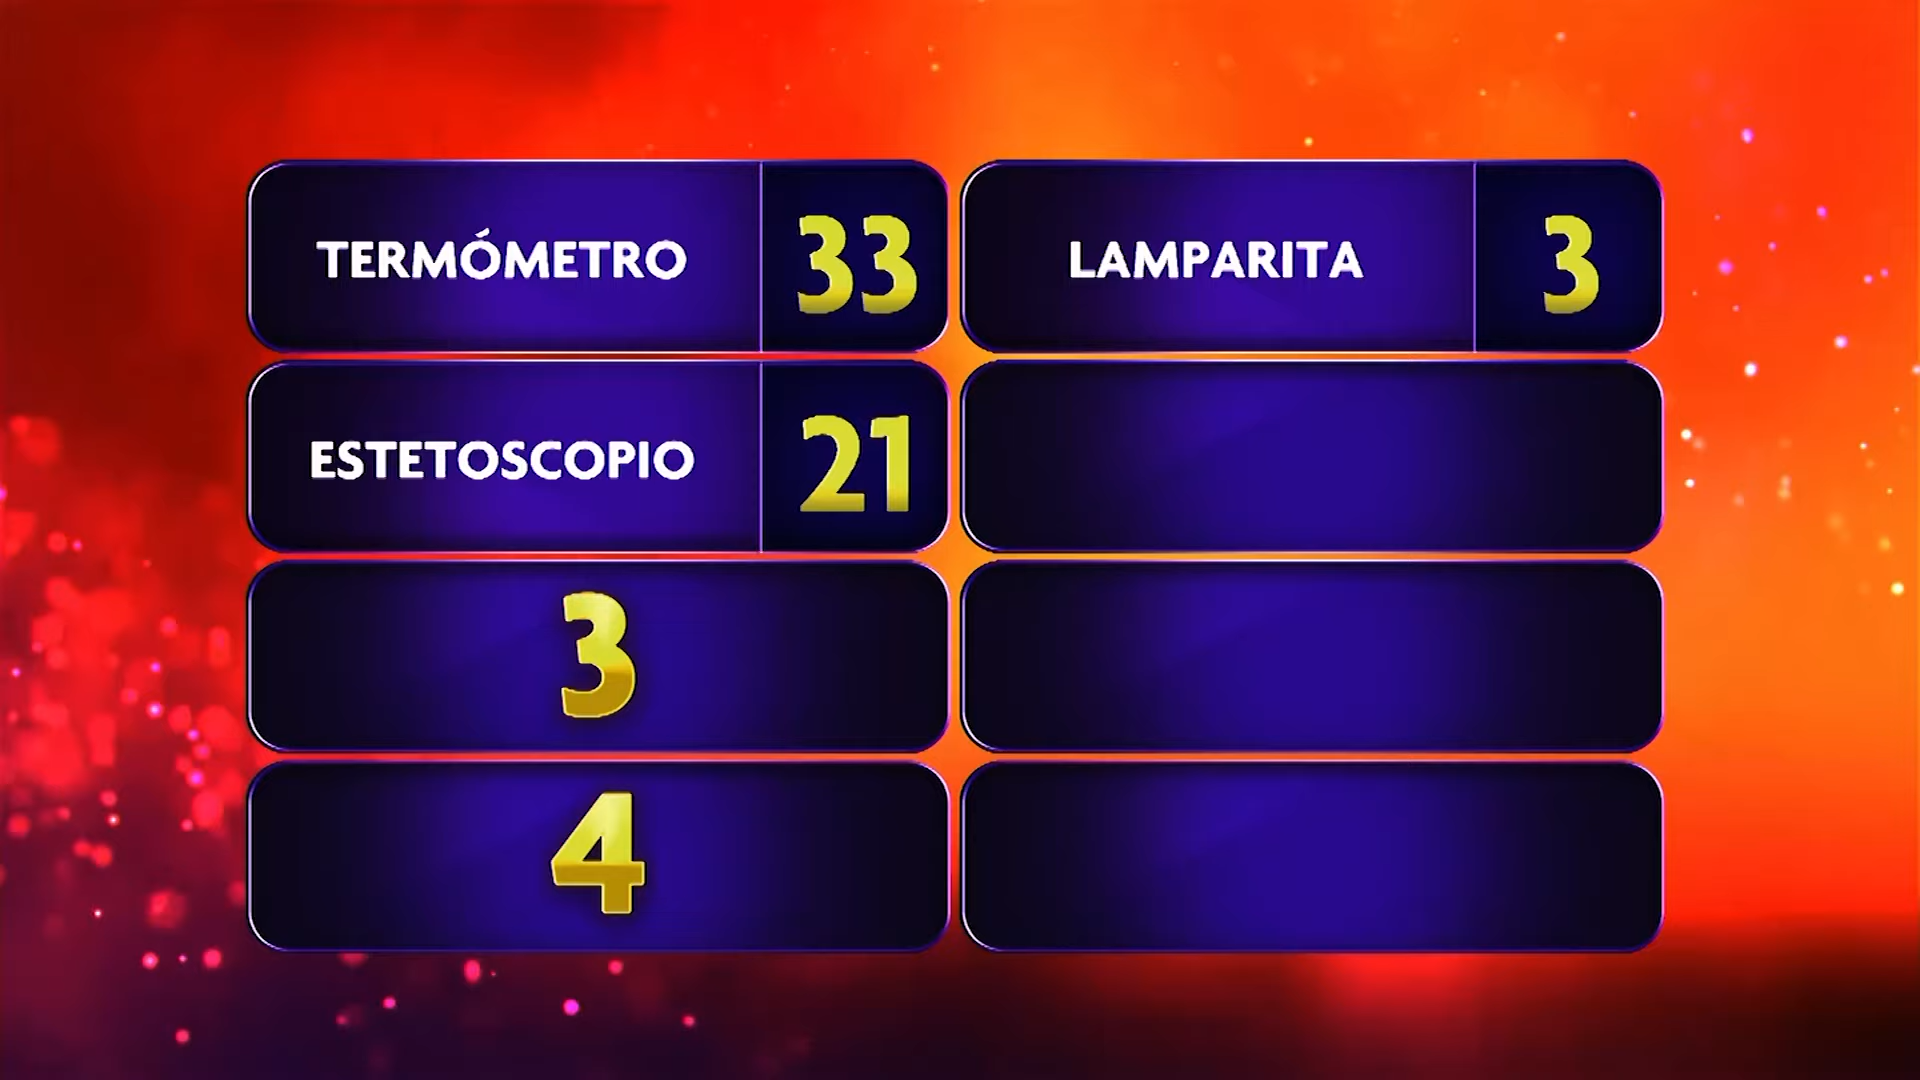 TERMÓMETRO 33
ESTETOSCOPIO 21
3
4
LAMPARITA 3